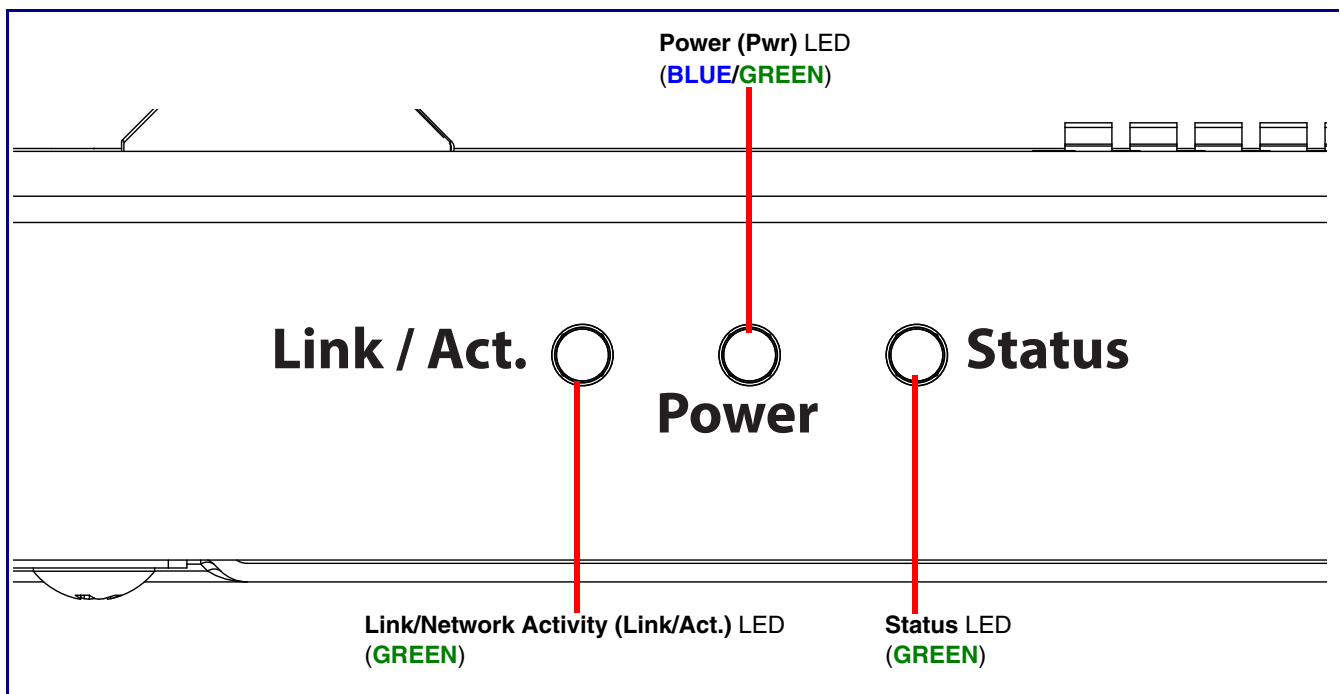 Power (Pwr) LED
(BLUE/GREEN)
Link / Act.
Status
Power
Link/Network Activity (Link/Act.) LED
(GREEN)
Status LED
(GREEN)